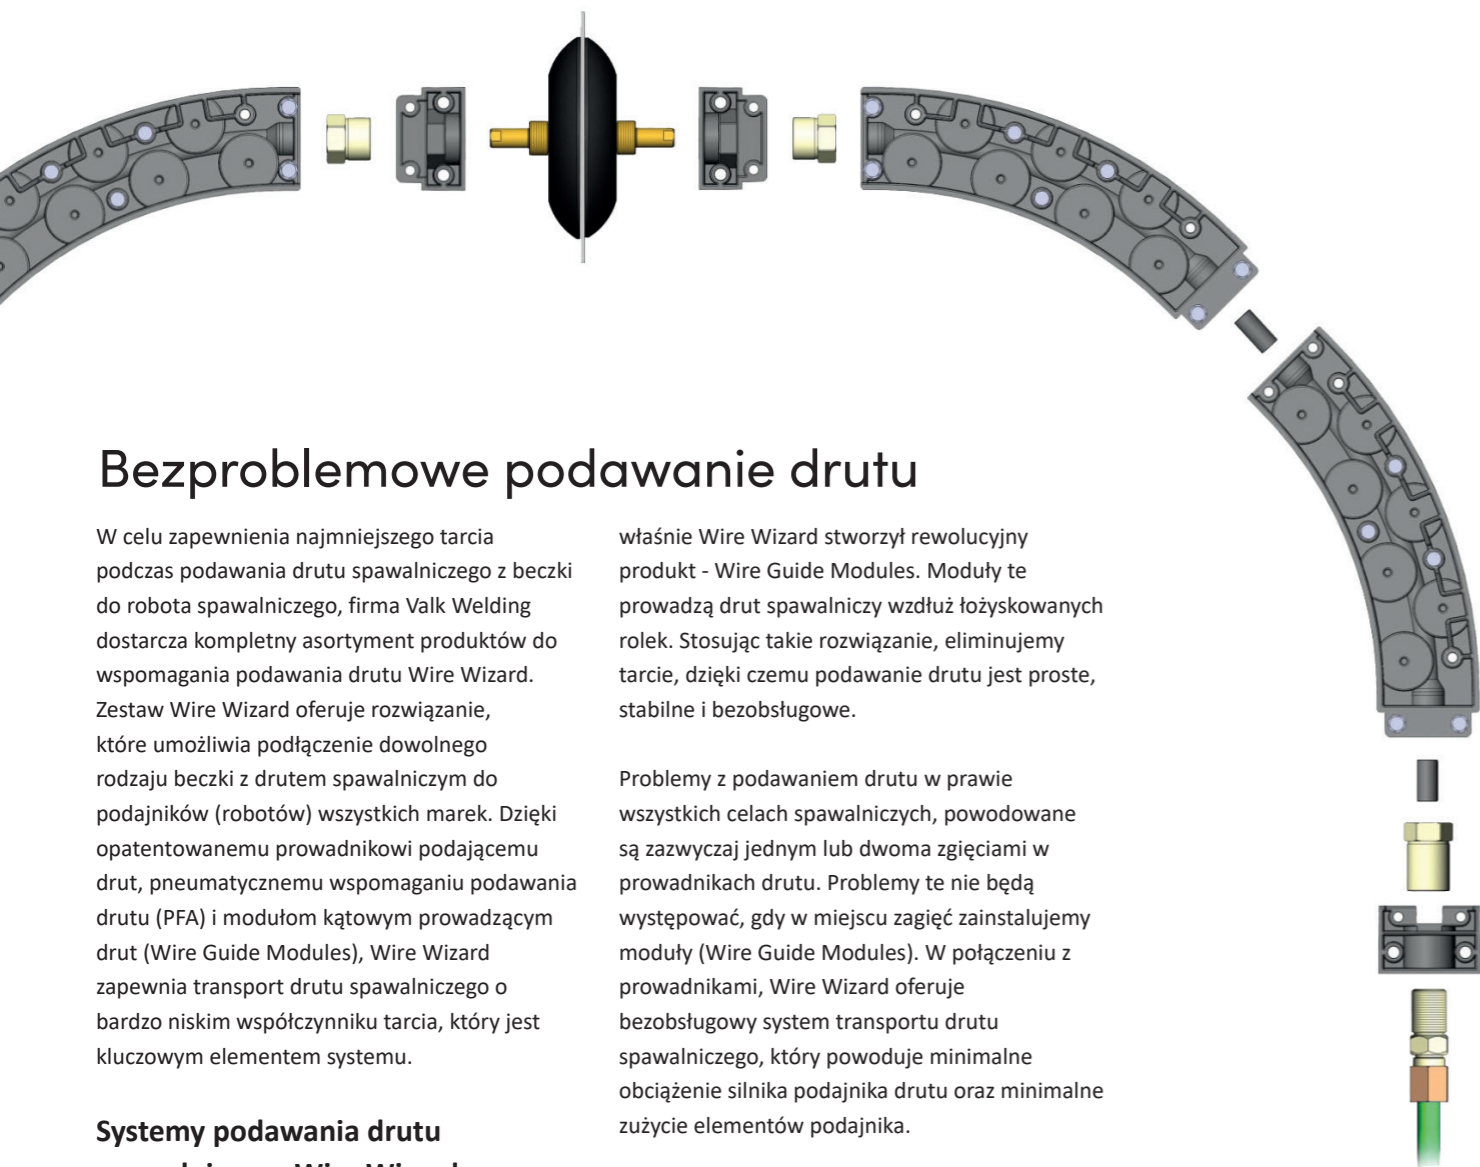 Bezproblemowe podawanie drutu
W celu zapewnienia najmniejszego tarcia
podczas podawania drutu spawalniczego z beczki
do robota spawalniczego, firma Valk Welding
dostarcza kompletny asortyment produktów do
wspomagania podawania drutu Wire Wizard.
Zestaw Wire Wizard oferuje rozwiązanie,
które umożliwia podłączenie dowolnego
rodzaju beczki z drutem spawalniczym do
podajników (robotów) wszystkich marek. Dzięki
opatentowanemu prowadnikowi podającemu
drut, pneumatycznemu wspomaganiu podawania
drutu (PFA) i modułom kątowym prowadzącym
drut (Wire Guide Modules), Wire Wizard
zapewnia transport drutu spawalniczego o
bardzo niskim współczynniku tarcia, który jest
kluczowym elementem systemu.
Systemy podawania drutu
właśnie Wire Wizard stworzył rewolucyjny
produkt - Wire Guide Modules. Moduły te
prowadzą drut spawalniczy wzdłuż łożyskowanych
rolek. Stosując takie rozwiązanie, eliminujemy
tarcie, dzięki czemu podawanie drutu jest proste,
stabilne i bezobsługowe.
Problemy z podawaniem drutu w prawie
wszystkich celach spawalniczych, powodowane
są zazwyczaj jednym lub dwoma zgięciami w
prowadnikach drutu. Problemy te nie będą
występować, gdy w miejscu zagięć zainstalujemy
moduły (Wire Guide Modules). W połączeniu z
prowadnikami, Wire Wizard oferuje
bezobsługowy system transportu drutu
spawalniczego, który powoduje minimalne
obciążenie silnika podajnika drutu oraz minimalne
zużycie elementów podajnika.